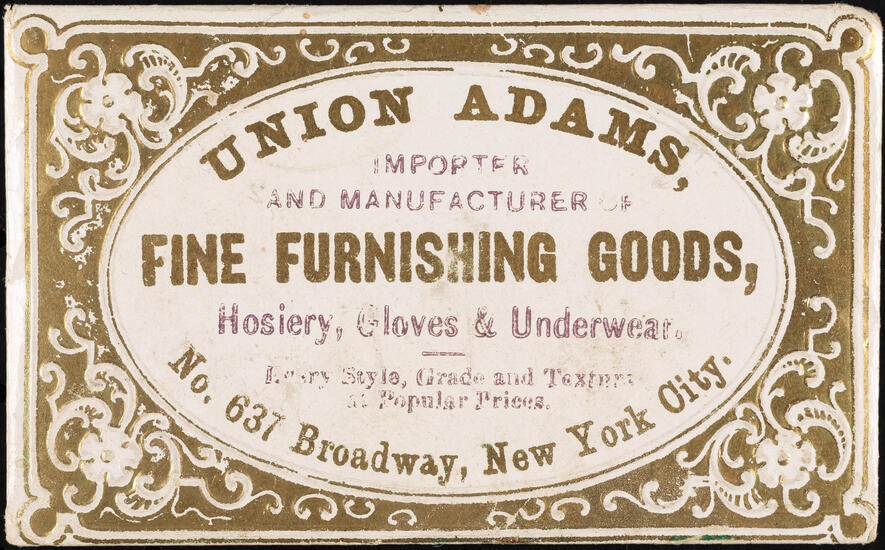 UNION ADAMS,
IMPORTER
AND MANUFACTURER OF
FINE FURNISHING GOODS,
Hosiery, Gloves & Underwear.
Every Style, Grade and Texture
at Popular Prices.
No. 637 Broadway, New York City.